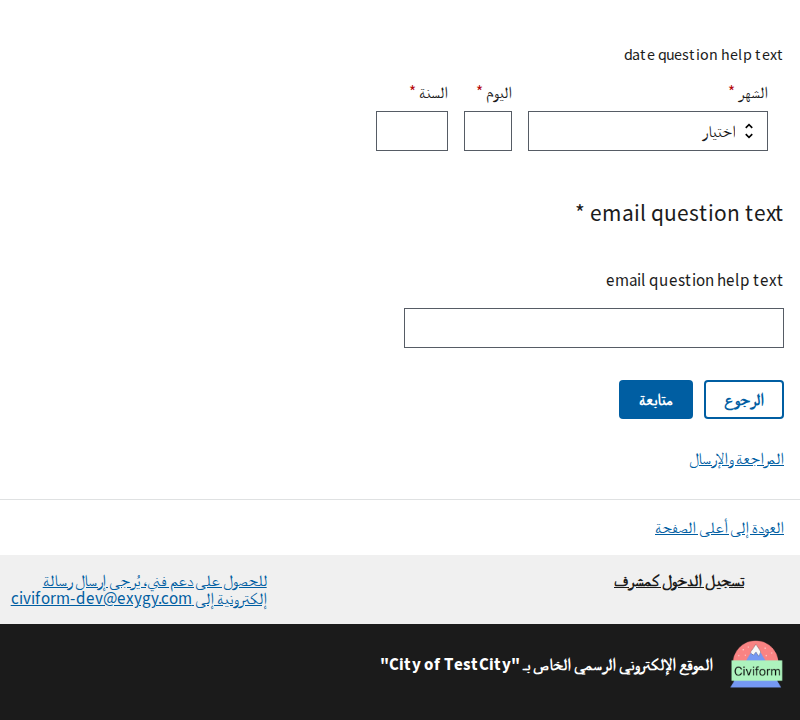 date question help text
الشهر *
اليوم *
السنة *
اختيار
email question text *
email question help text
الرجوع
متابعة
المراجعة والإرسال
العودة إلى أعلى الصفحة
تسجيل الدخول كمشرف
للحصول على دعم فني، يُرجى إرسال رسالة
إلكترونية إلى civiform-dev@exygy.com
Civiform
الموقع الإلكتروني الرسمي الخاص بـ "City of TestCity"